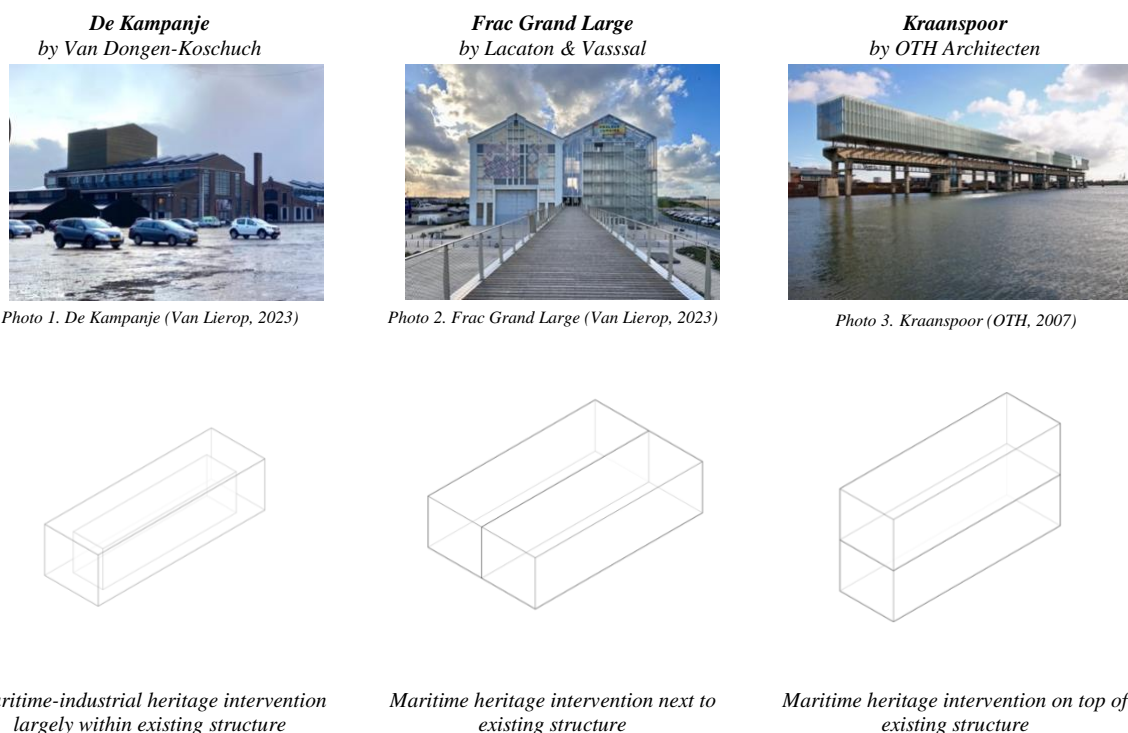 De Kampanje
by Van Dongen-Koschuch
Frac Grand Large
by Lacaton & Vasssal
Kraanspoor
by OTH Architecten
Photo 1. De Kampanje (Van Lierop, 2023)
Photo 2. Frac Grand Large (Van Lierop, 2023)
Photo 3. Kraanspoor (OTH, 2007)
ritime-industrial heritage intervention
largely within existing structure
Maritime heritage intervention next to
existing structure
Maritime heritage intervention on top of
existing structure